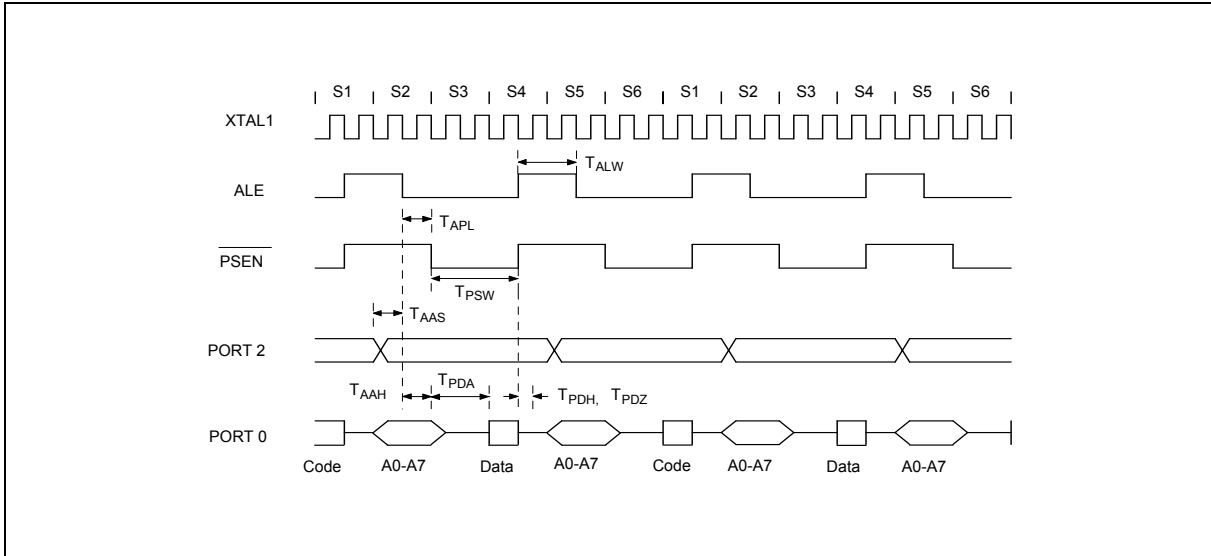 S1 S2 S3 S4 S5 S6 S1 S2 S3 S4 S5 S6
XTAL1
TALW
ALE
TAPL
PSEN
TPSW
TAAS
PORT 2
TAAH TPDA TPDH, TPDZ
PORT 0
Code A0-A7 Data A0-A7 Code A0-A7 Data A0-A7